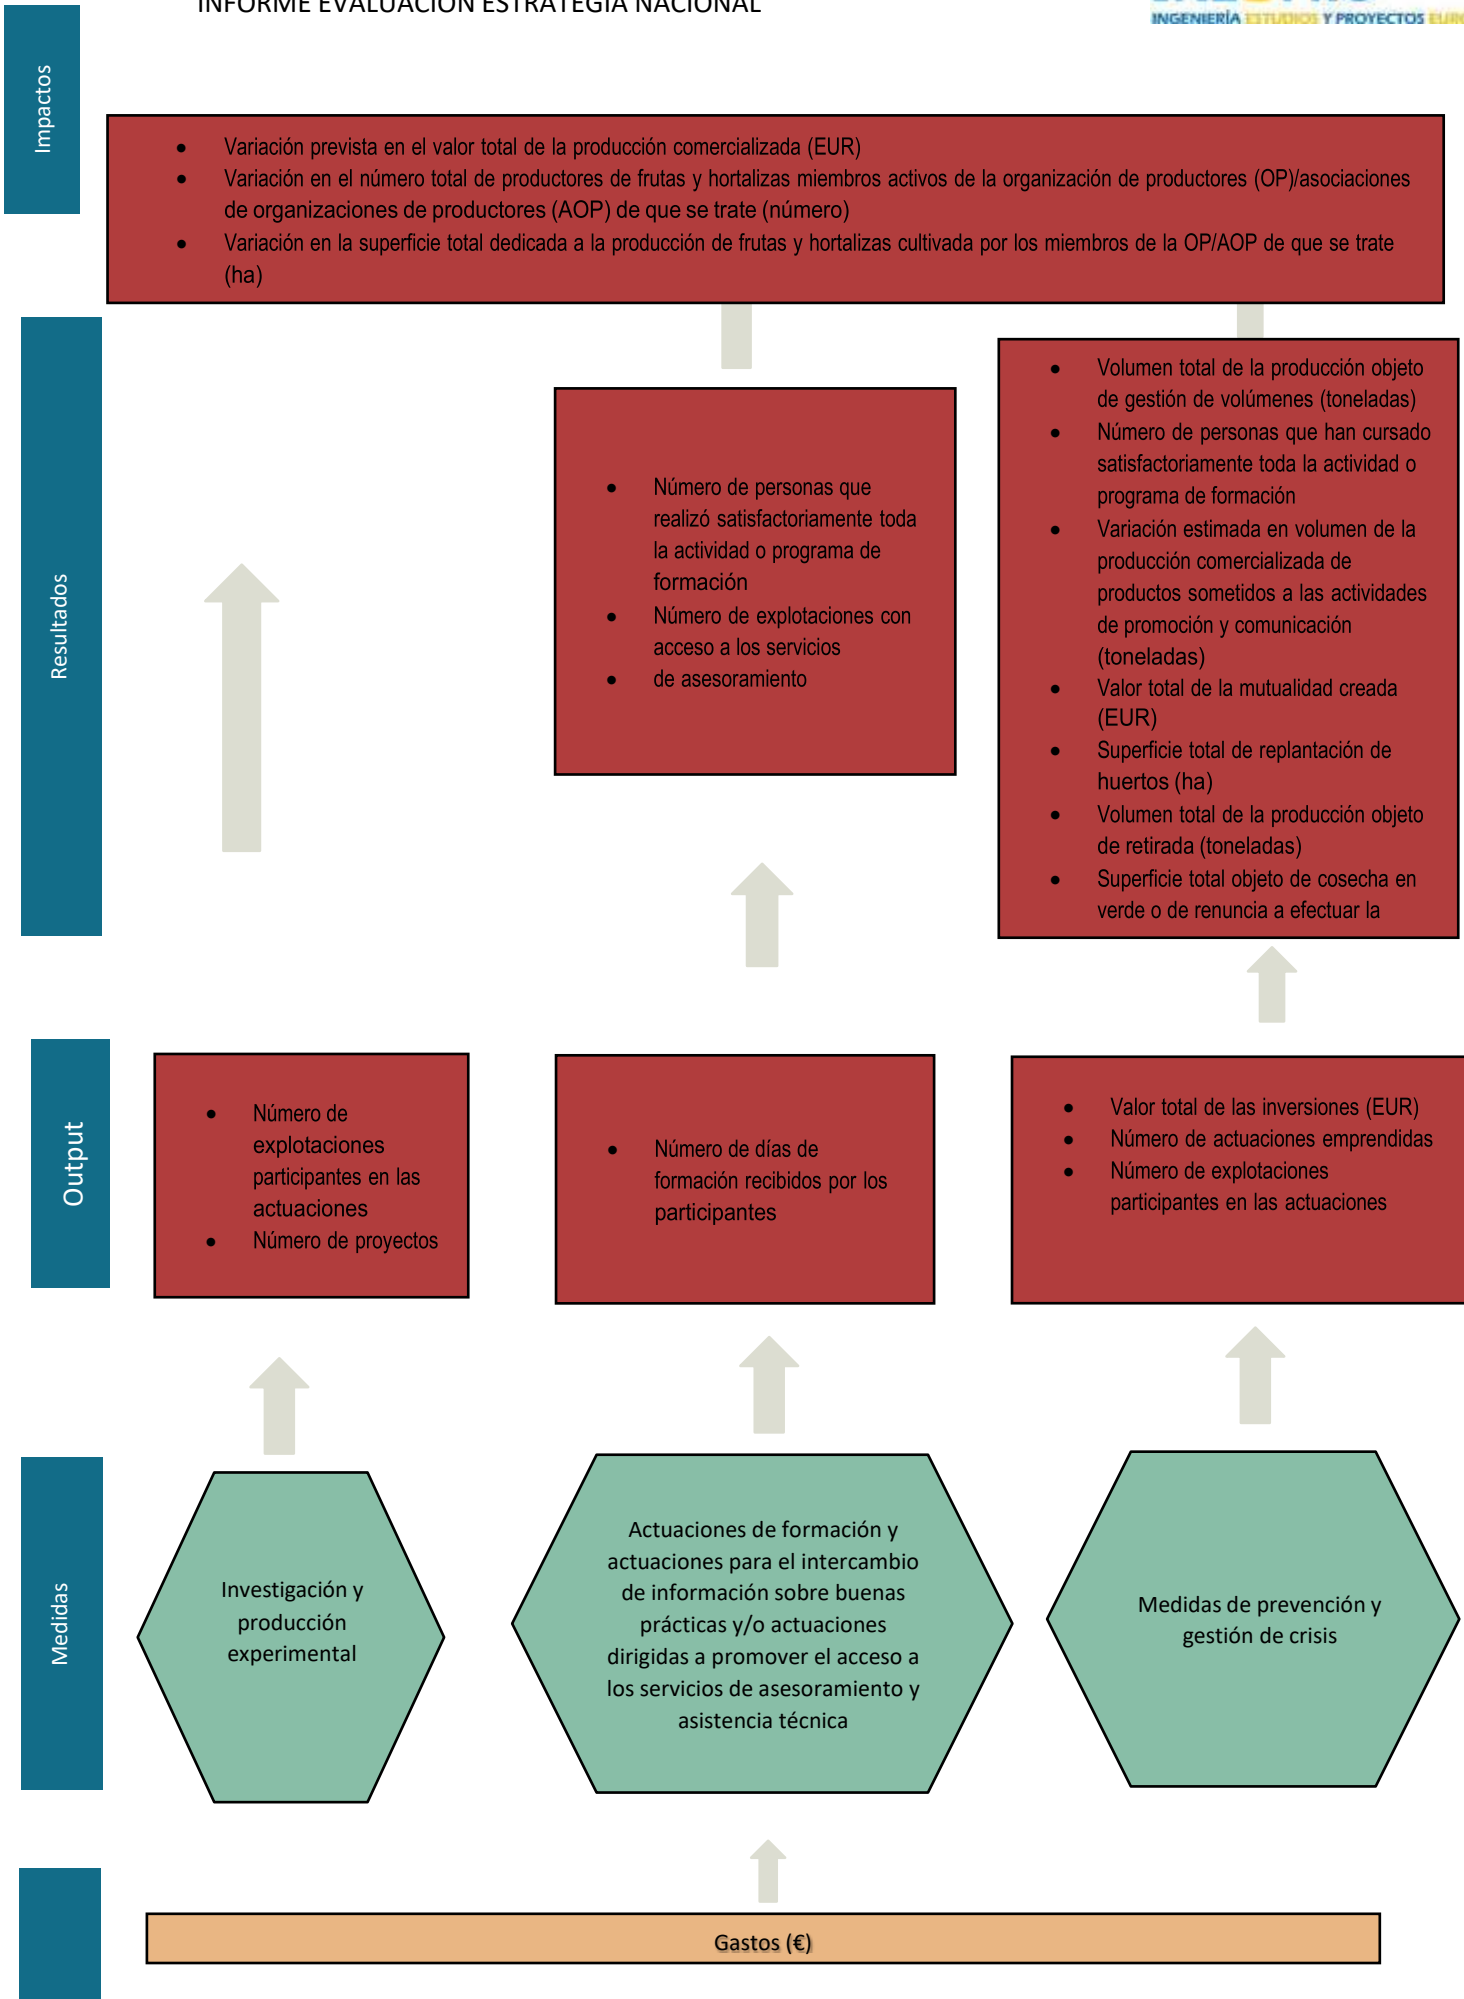 INFORME EVALUACIÓN ESTRATEGIA NACIONAL
INGENIERÍA ESTUDIOS Y PROYECTOS
Impactos
• Variación prevista en el valor total de la producción comercializada (EUR)
• Variación en el número total de productores de frutas y hortalizas miembros activos de la organización de productores (OP)/asociaciones
de organizaciones de productores (AOP) de que se trate (número)
• Variación en la superficie total dedicada a la producción de frutas y hortalizas cultivada por los miembros de la OP/AOP de que se trate
(ha)
Resultados
• Número de personas que
realizó satisfactoriamente toda
la actividad o programa de
formación
• Número de explotaciones con
acceso a los servicios
• de asesoramiento
• Volumen total de la producción objeto
de gestión de volúmenes (toneladas)
• Número de personas que han cursado
satisfactoriamente toda la actividad o
programa de formación
• Variación estimada en volumen de la
producción comercializada de
productos sometidos a las actividades
de promoción y comunicación
(toneladas)
• Valor total de la mutualidad creada
(EUR)
• Superficie total de replantación de
huertos (ha)
• Volumen total de la producción objeto
de retirada (toneladas)
• Superficie total objeto de cosecha en
verde o de renuncia a efectuar la
Output
• Número de
explotaciones
participantes en las
actuaciones
• Número de proyectos
• Número de días de
formación recibidos por los
participantes
• Valor total de las inversiones (EUR)
• Número de actuaciones emprendidas
• Número de explotaciones
participantes en las actuaciones
Medidas
Investigación y
producción
experimental
Actuaciones de formación y
actuaciones para el intercambio
de información sobre buenas
prácticas y/o actuaciones
dirigidas a promover el acceso a
los servicios de asesoramiento y
asistencia técnica
Medidas de prevención y
gestión de crisis
Gastos (€)